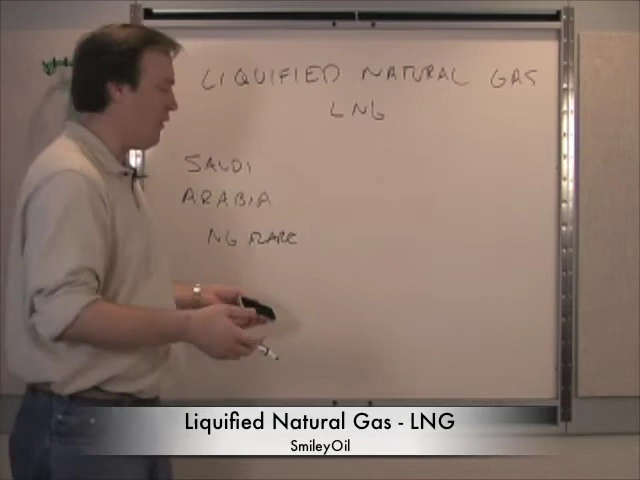 LIQUIFIED NATURAL GAS
LNG
SAUDI
ARABIA
NG FLARE
Liquified Natural Gas - LNG
SmileyOil